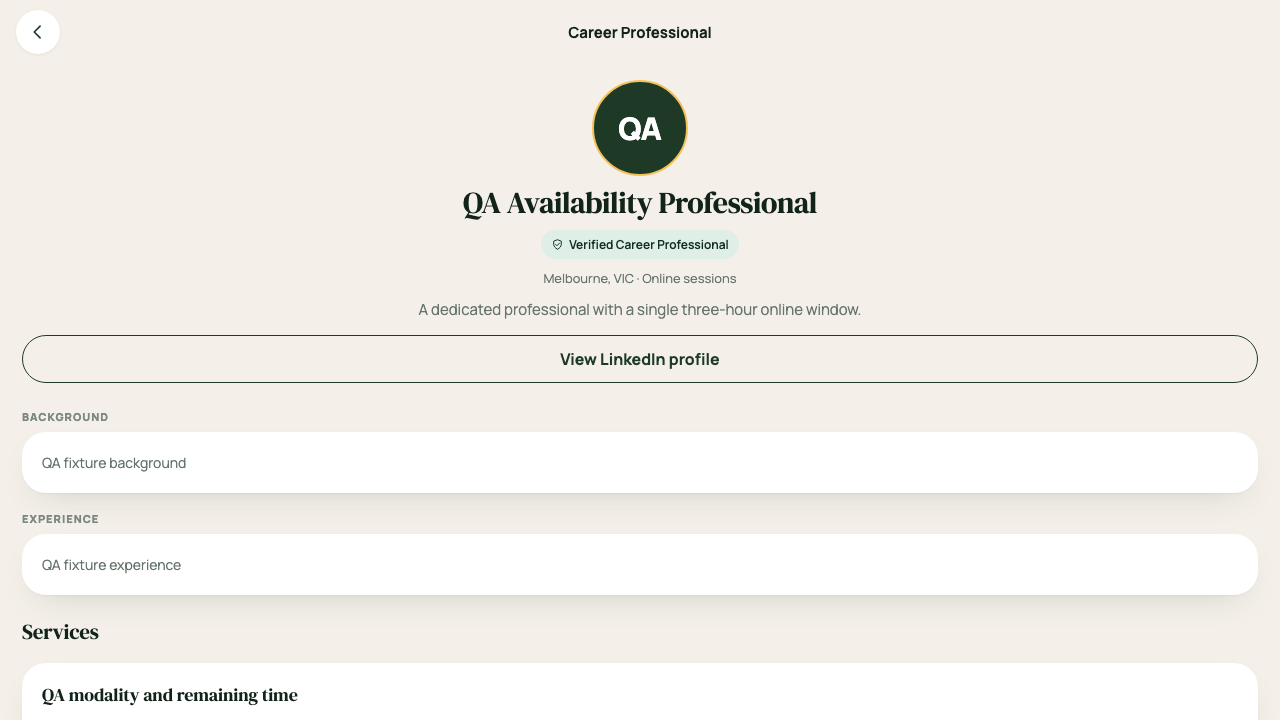 Career Professional
QA
QA Availability Professional
Verified Career Professional
Melbourne, VIC · Online sessions
A dedicated professional with a single three-hour online window.
View LinkedIn profile
BACKGROUND
QA fixture background
EXPERIENCE
QA fixture experience
Services
QA modality and remaining time